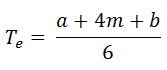 Tₑ = (a + 4m + b) / 6